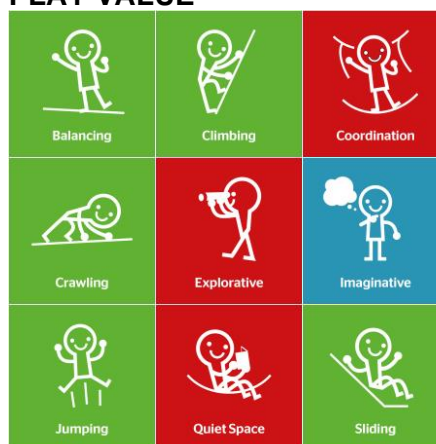 PLAY VALUE
Balancing
Climbing
Coordination
Crawling
Explorative
Imaginative
Jumping
Quiet Space
Sliding